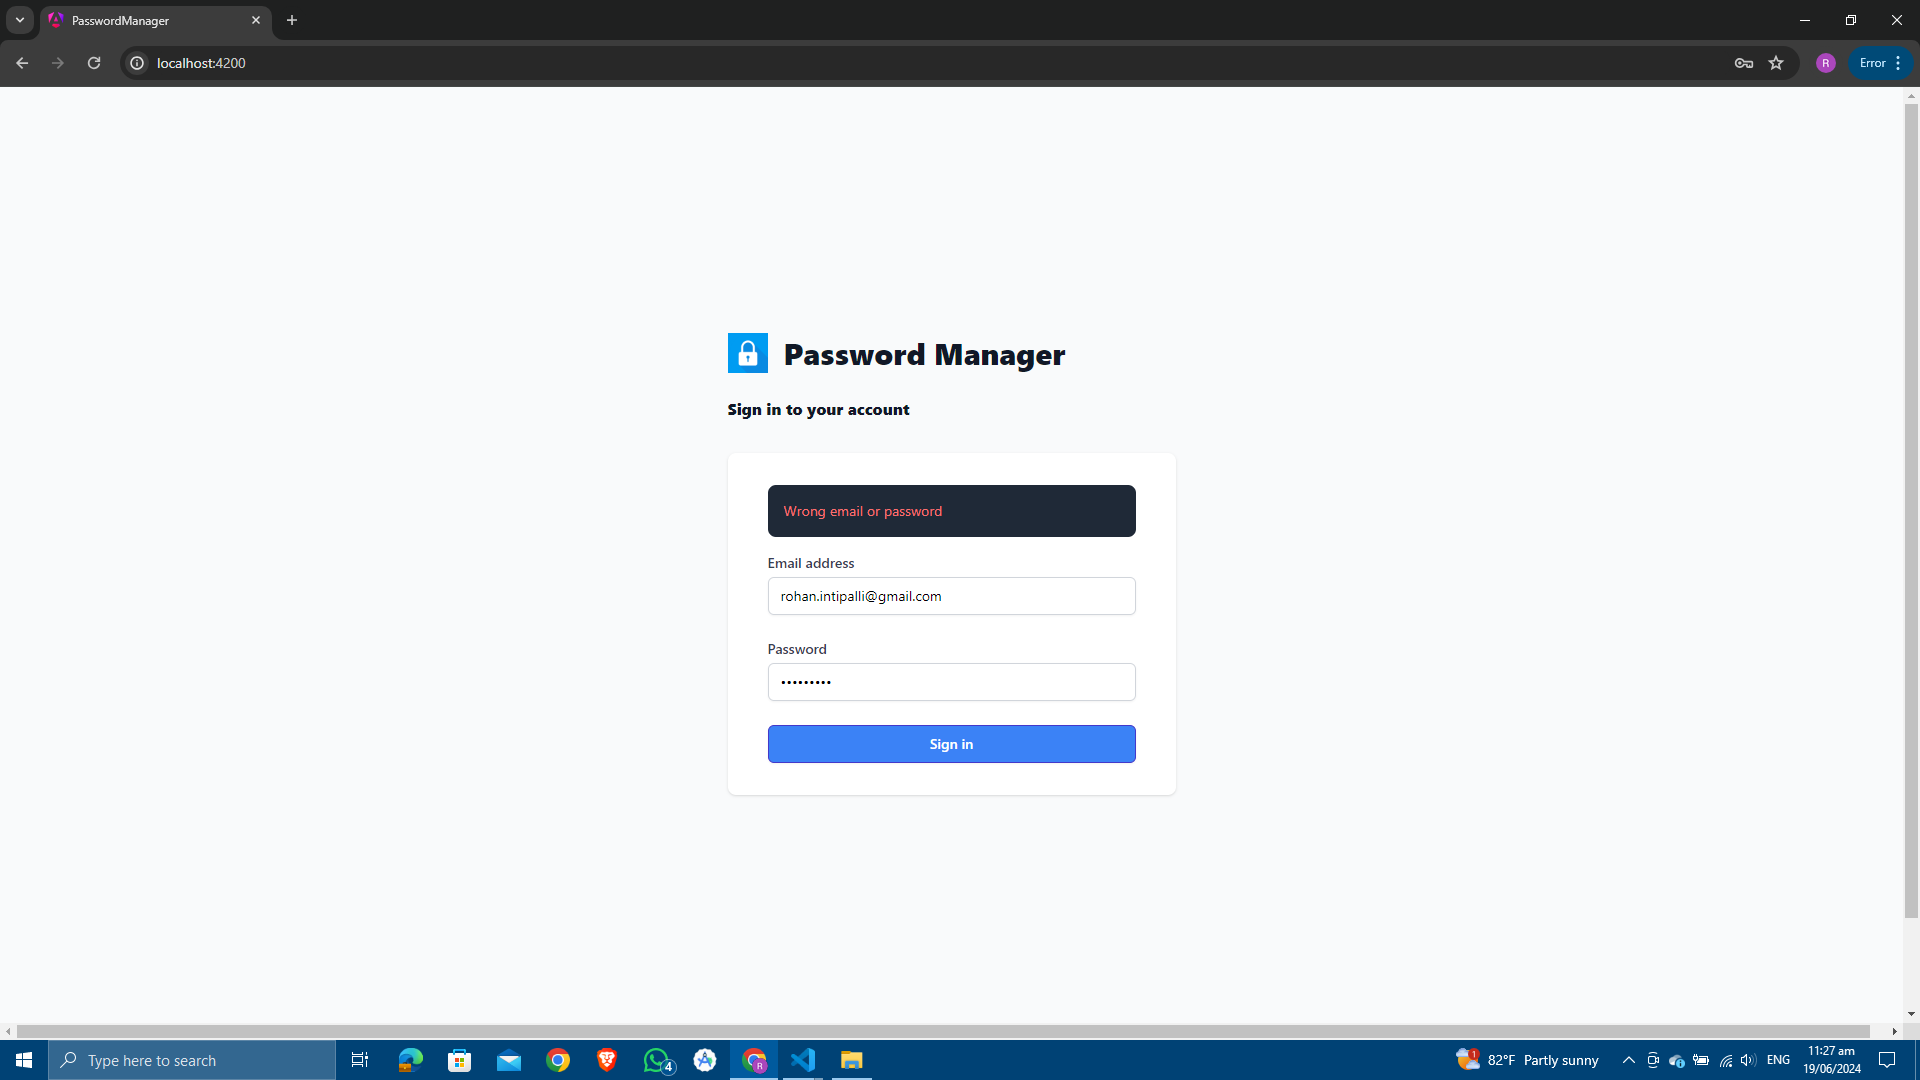 PasswordManager
localhost:4200
R
Error
Password Manager
Sign in to your account
Wrong email or password
Email address
rohan.intipalli@gmail.com
Password
•••••••••
Sign in
Type here to search
4
R
1
82°F Partly sunny
ENG
11:27 am
19/06/2024